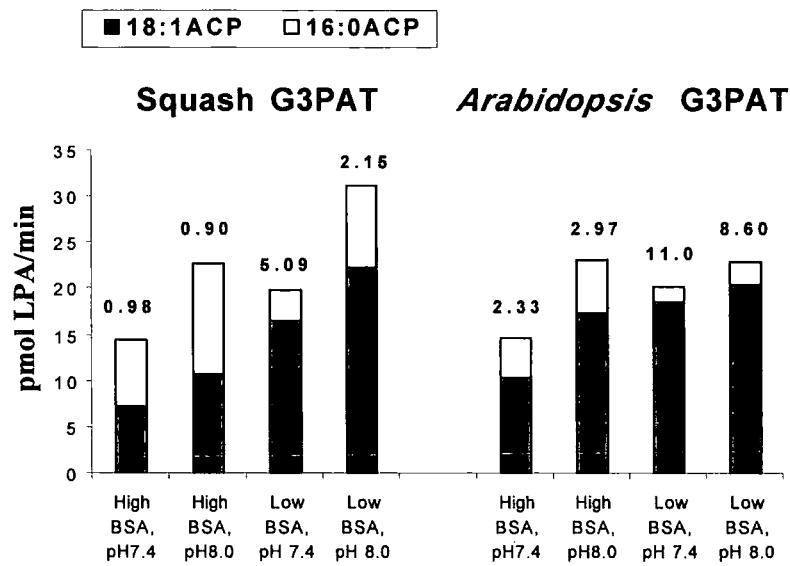 18:1ACP 16:0ACP
Squash G3PAT
Arabidopsis G3PAT
pmol LPA/min
35
30
25
20
15
10
5
0
0.98
0.90
5.09
2.15
2.33
2.97
11.0
8.60
High
BSA,
pH7.4
High
BSA,
pH8.0
Low
BSA,
pH 7.4
Low
BSA,
pH 8.0
High
BSA,
pH7.4
High
BSA,
pH8.0
Low
BSA,
pH 7.4
Low
BSA,
pH 8.0